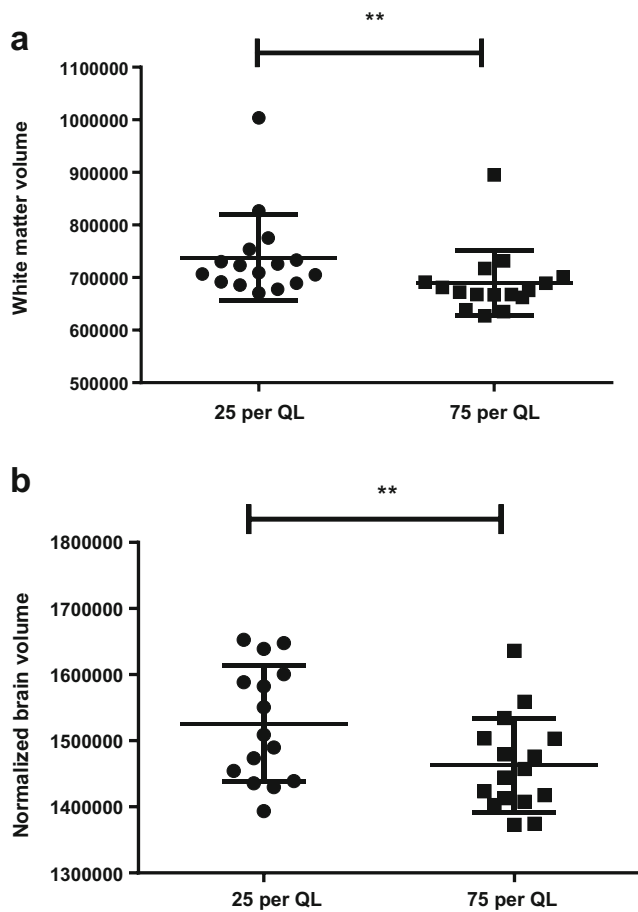 a
**
White matter volume
1100000
1000000
900000
800000
700000
600000
500000
25 per QL
75 per QL
b
**
Normalized brain volume
1800000
1700000
1600000
1500000
1400000
1300000
25 per QL
75 per QL